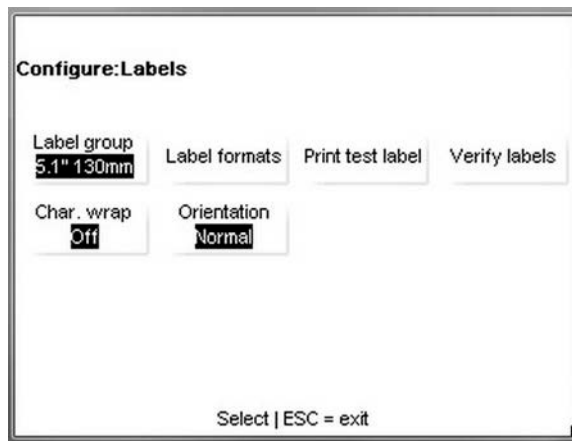 Configure:Labels
Label group
5.1" 130mm
Label formats
Print test label
Verify labels
Char. wrap
Off
Orientation
Normal
Select | ESC = exit